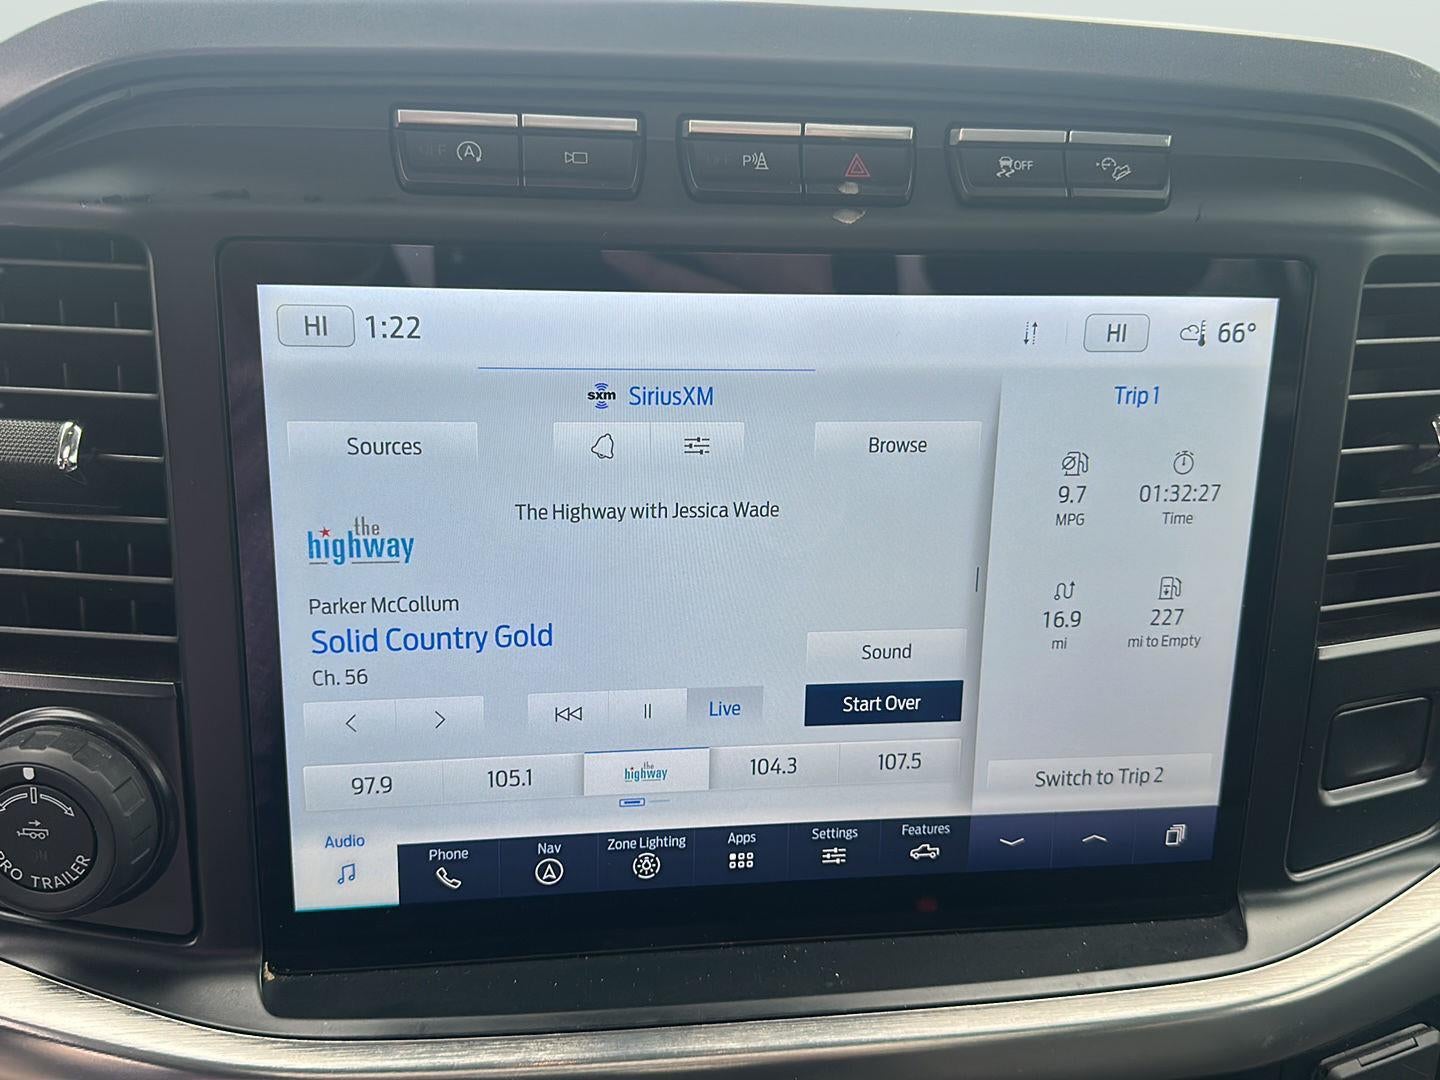 OFF A
P
OFF
HI 1:22
HI 66°
sxm SiriusXM
Trip 1
Sources
Browse
The Highway with Jessica Wade
the
highway
9.7
MPG
01:32:27
Time
Parker McCollum
Solid Country Gold
Ch. 56
16.9
mi
227
mi to Empty
Sound
Live
Start Over
97.9
105.1
the
highway
104.3
107.5
Switch to Trip 2
Audio
Phone
Nav
Zone Lighting
Apps
Settings
Features
PRO TRAILER